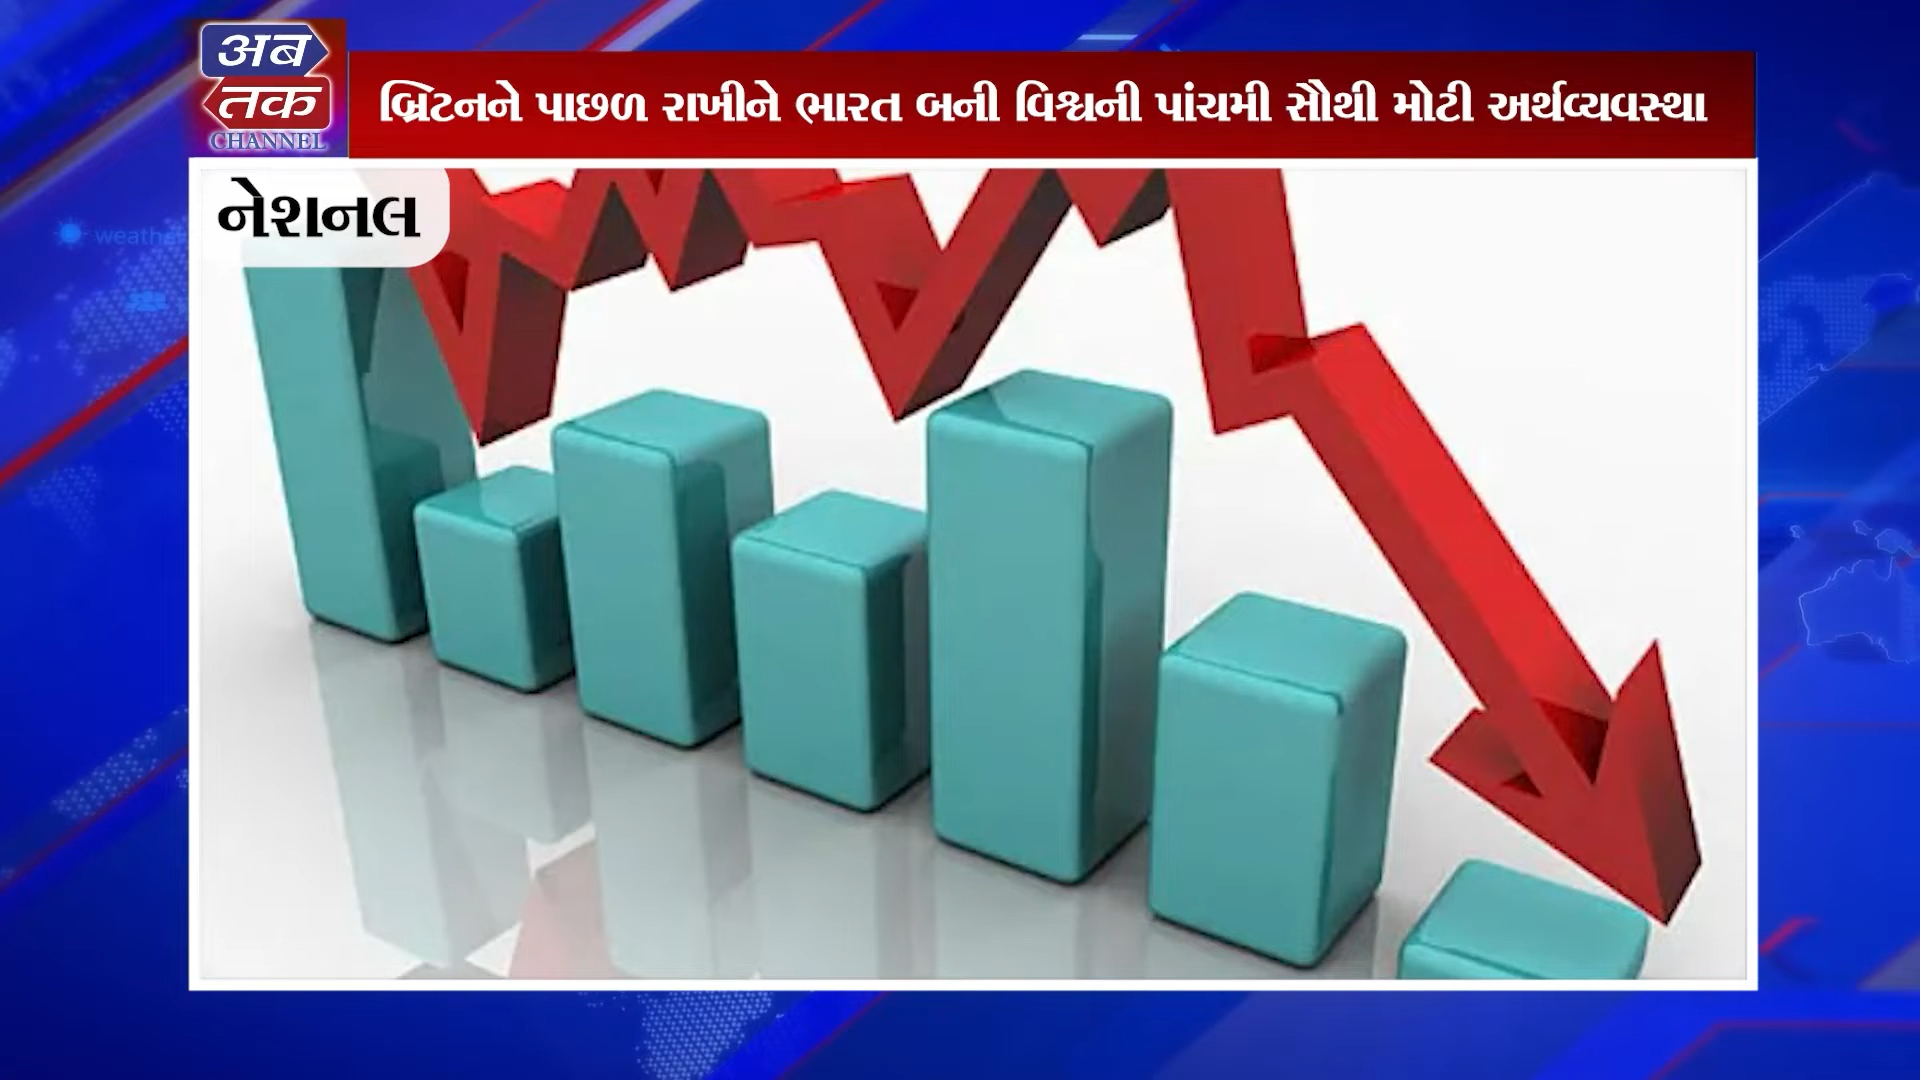 अब
तक
CHANNEL
બ્રિટનને પાછળ રાખીને ભારત બની વિશ્વની પાંચમી સૌથી મોટી અર્થવ્યવસ્થા
નેશનલ